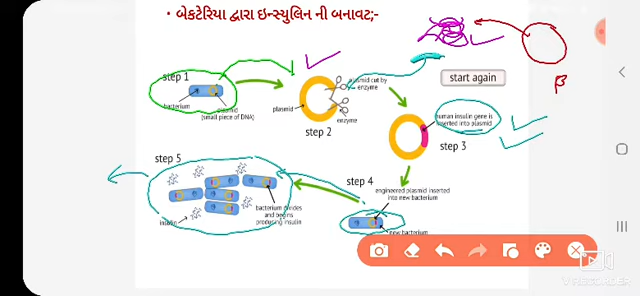 • બેકટેરિયા દ્વારા ઇન્સ્યુલિન ની બનાવટ;-
step 1
bacterium
plasmid
(small piece of DNA)
plasmid cut by
enzyme
plasmid
enzyme
step 2
start again
β
human insulin gene is
inserted into plasmid
step 3
step 5
step 4
engineered plasmid inserted
into new bacterium
bacterium divides
and begins
producing insulin
insulin
new bacterium
V RECORDER